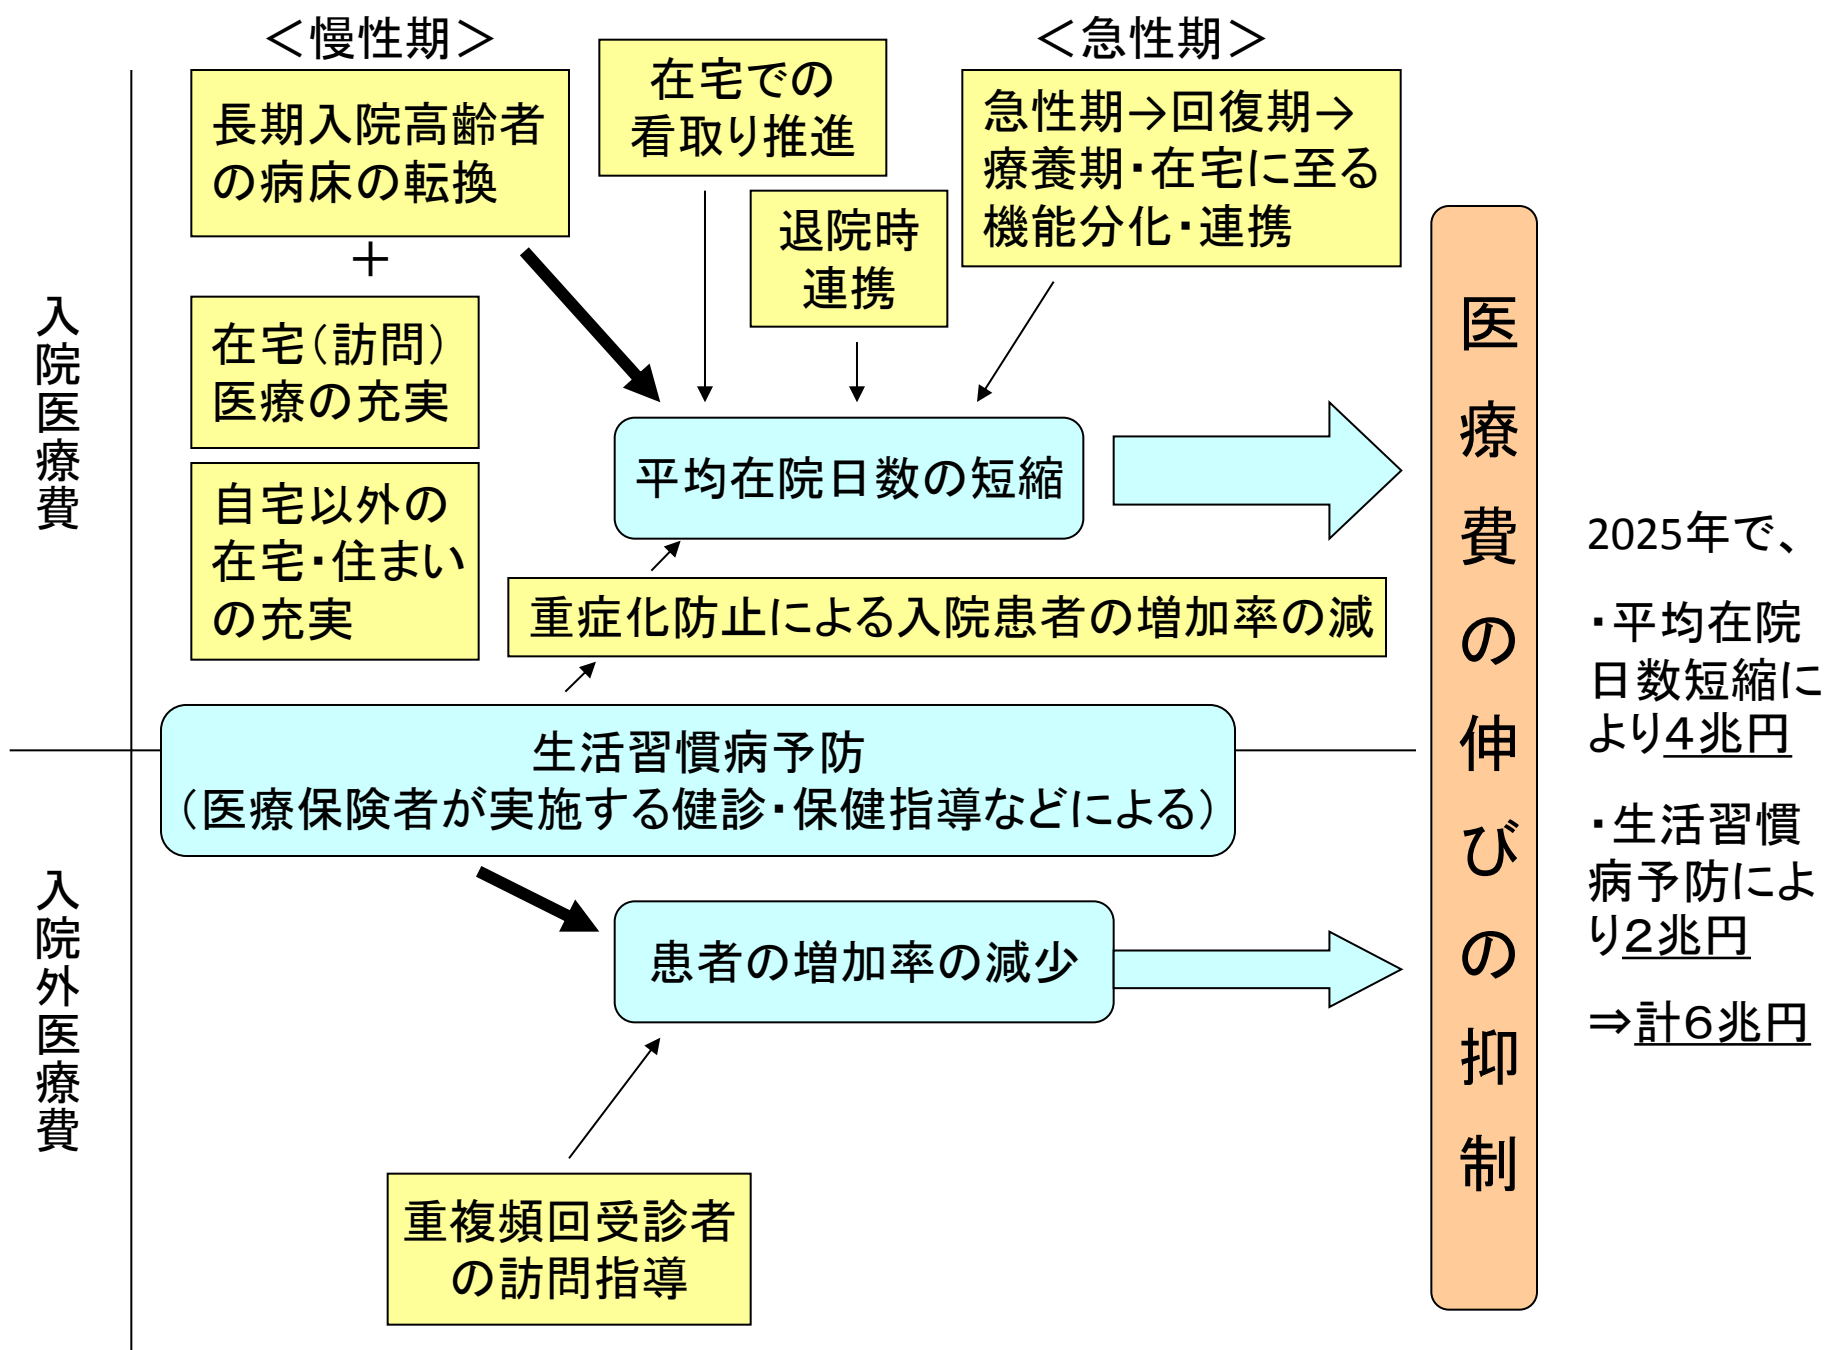 ＜慢性期＞
＜急性期＞
長期入院高齢者
の病床の転換
在宅での
看取り推進
退院時
連携
急性期→回復期→
療養期・在宅に至る
機能分化・連携
＋
在宅（訪問）
医療の充実
自宅以外の
在宅・住まい
の充実
入院医療費
平均在院日数の短縮
重症化防止による入院患者の増加率の減
生活習慣病予防
（医療保険者が実施する健診・保健指導などによる）
入院外医療費
患者の増加率の減少
重複頻回受診者
の訪問指導
医療費の伸びの抑制
2025年で、
・平均在院
日数短縮に
より４兆円
・生活習慣
病予防によ
り２兆円
⇒計６兆円